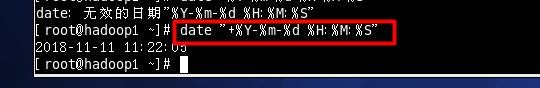 date: 无效的日期"%Y-%m-%d %H:%M:%S"
[root@hadoop1 ~]# date "+%Y-%m-%d %H:%M:%S"
2018-11-11 11:22:05
[root@hadoop1 ~]#